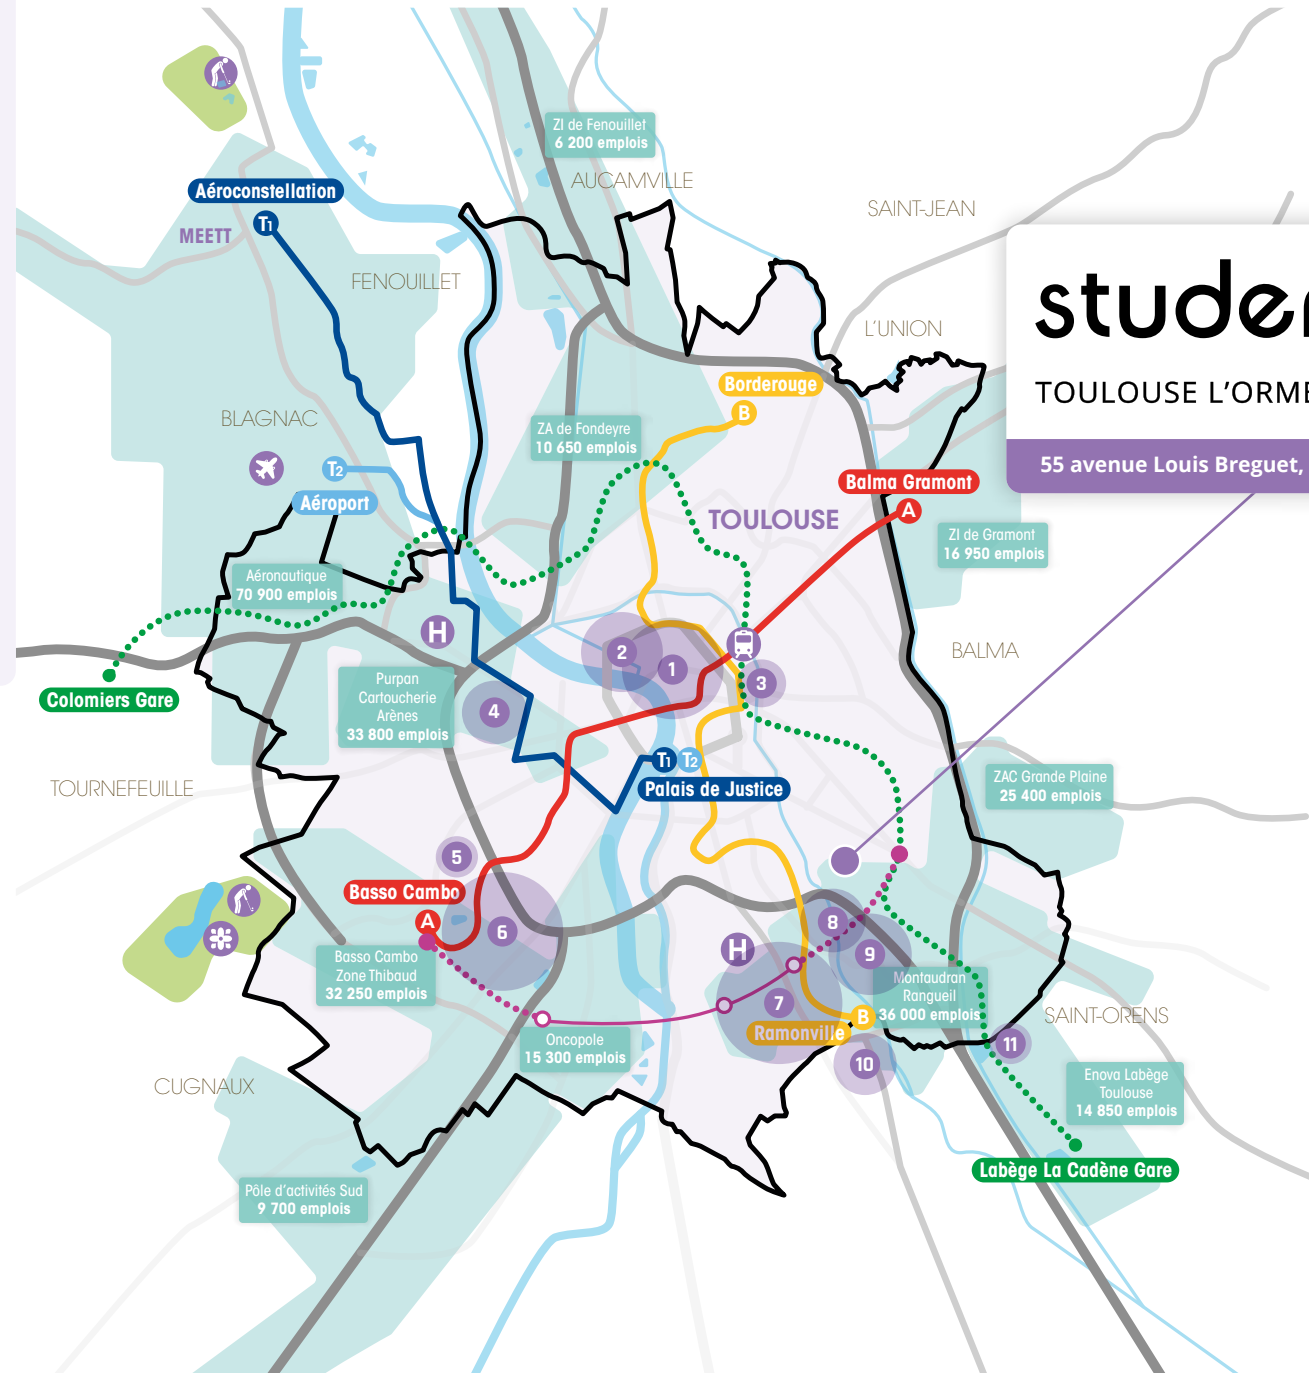 ZI de Fenouillet
6 200 emplois
AUCAMVILLE
Aéroconstellation
T1
MEETT
SAINT-JEAN
FENOUILLET
L'UNION
TOULOUSE L'ORME
55 avenue Louis Breguet,
Borderouge
B
BLAGNAC
ZA de Fondeyre
10 650 emplois
T2
Aéroport
Balma Gramont
A
TOULOUSE
ZI de Gramont
16 950 emplois
Aéronautique
70 900 emplois
H
BALMA
2
1
3
Colomiers Gare
Purpan
Cartoucherie
Arènes
33 800 emplois
4
T1
T2
Palais de Justice
TOURNEFEUILLE
ZAC Grande Plaine
25 400 emplois
5
Basso Cambo
A
6
8
H
9
Basso Cambo
Zone Thibaud
32 250 emplois
Montaudran
Rangueil
36 000 emplois
7
B
Ramonville
SAINT-ORENS
Oncopole
15 300 emplois
11
10
CUGNAUX
Enova Labège
Toulouse
14 850 emplois
Labège La Cadène Gare
Pôle d'activités Sud
9 700 emplois